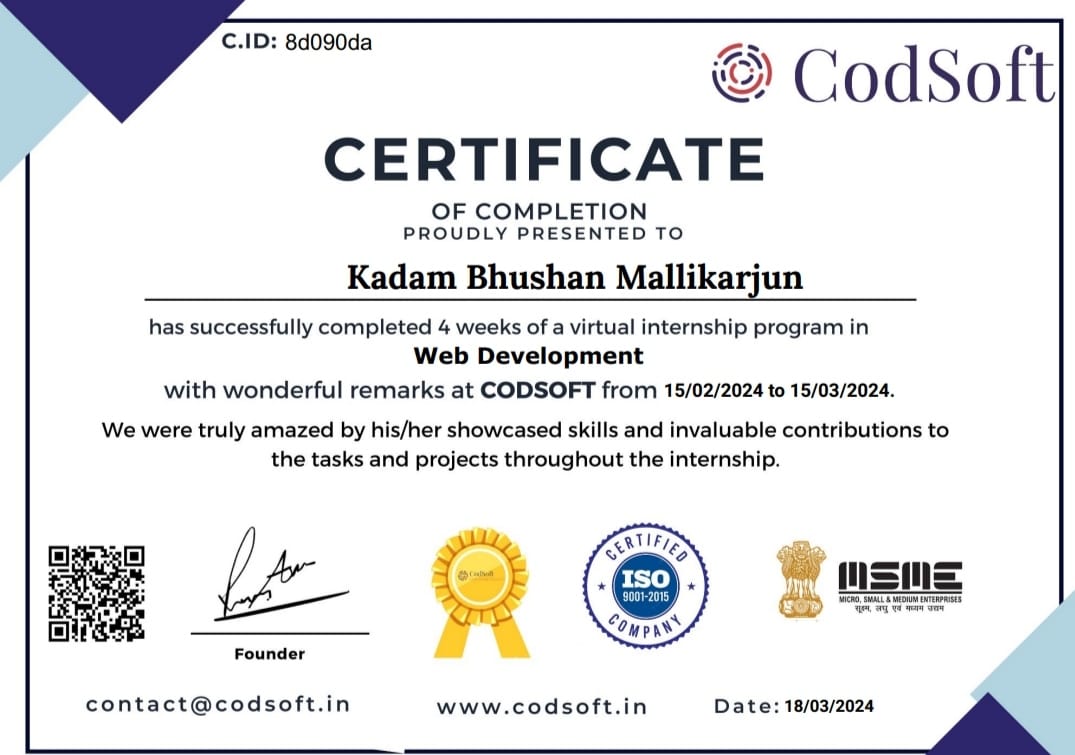 C.ID: 8d090da
CodSoft
CERTIFICATE
OF COMPLETION
PROUDLY PRESENTED TO
Kadam Bhushan Mallikarjun
has successfully completed 4 weeks of a virtual internship program in
Web Development
with wonderful remarks at CODSOFT from 15/02/2024 to 15/03/2024.
We were truly amazed by his/her showcased skills and invaluable contributions to
the tasks and projects throughout the internship.
Founder
CodSoft
CERTIFIED
ISO
9001-2015
COMPANY
MSME
MICRO, SMALL & MEDIUM ENTERPRISES
सूक्ष्म, लघु एवं मध्यम उद्यम
contact@codsoft.in
www.codsoft.in
Date: 18/03/2024